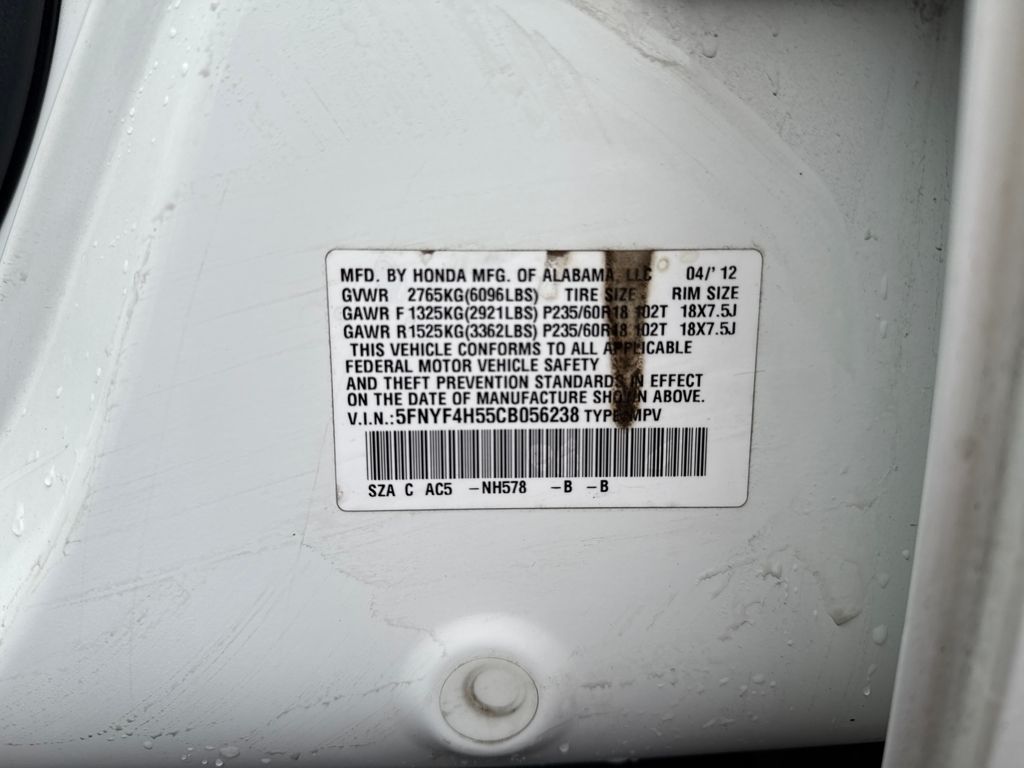 MFD. BY HONDA MFG. OF ALABAMA, LLC 04/'12
GVWR 2765KG(6096LBS) TIRE SIZE RIM SIZE
GAWR F 1325KG(2921LBS) P235/60R18 102T 18X7.5J
GAWR R 1525KG(3362LBS) P235/60R18 102T 18X7.5J
THIS VEHICLE CONFORMS TO ALL APPLICABLE
FEDERAL MOTOR VEHICLE SAFETY
AND THEFT PREVENTION STANDARDS IN EFFECT
ON THE DATE OF MANUFACTURE SHOWN ABOVE.
V.I.N.:5FNYF4H55CB056238 TYPE:MPV
SZA C AC5 -NH578 -B -B